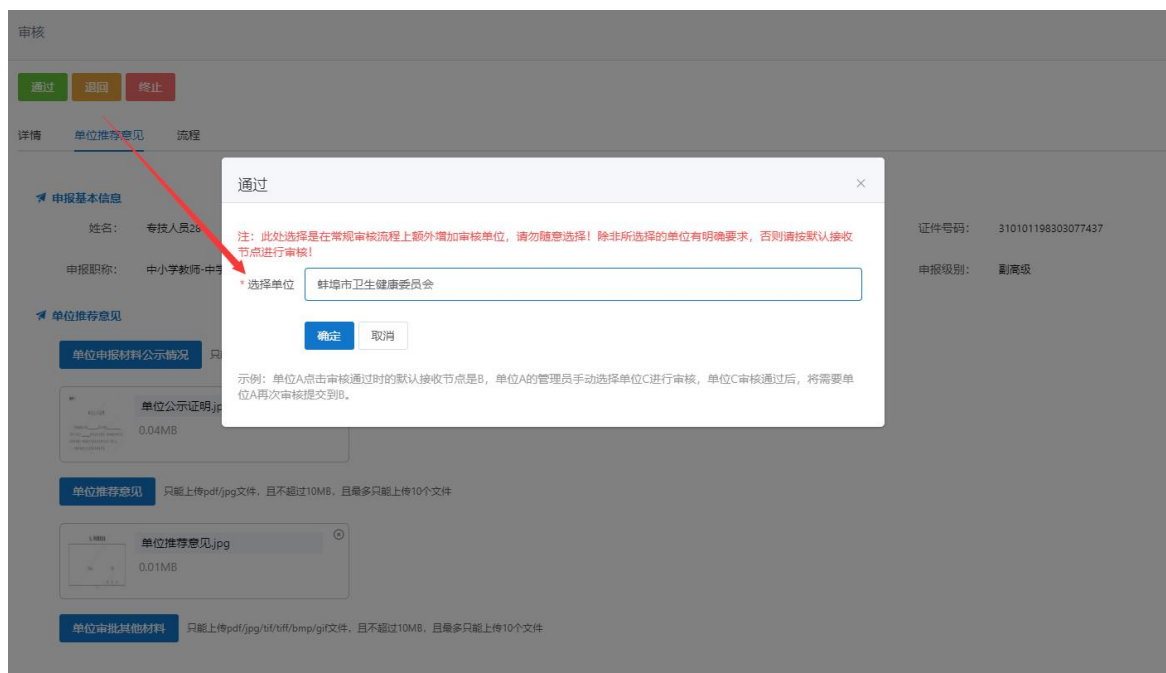 审核
通过 退回 终止
详情 单位推荐意见 流程
通过
申报基本信息
姓名： 专技人员28
证件号码： 310101198303077437
注：此处选择是在常规审核流程上额外增加审核单位，请勿随意选择！除非所选择的单位有明确要求，否则请按默认接收
节点进行审核！
申报职称： 中小学教师-中学
申报级别： 副高级
* 选择单位 蚌埠市卫生健康委员会
单位推荐意见
确定 取消
单位申报材料公示情况 只
示例：单位A点击审核通过时的默认接收节点是B，单位A的管理员手动选择单位C进行审核，单位C审核通过后，将需要单
位A再次审核提交到B。
单位公示证明.jp
0.04MB
单位推荐意见 只能上传pdf/jpg文件，且不超过10MB，且最多只能上传10个文件
单位推荐意见.jpg
0.01MB
单位审批其他材料 只能上传pdf/jpg/tif/tiff/bmp/gif文件，且不超过10MB，且最多只能上传10个文件